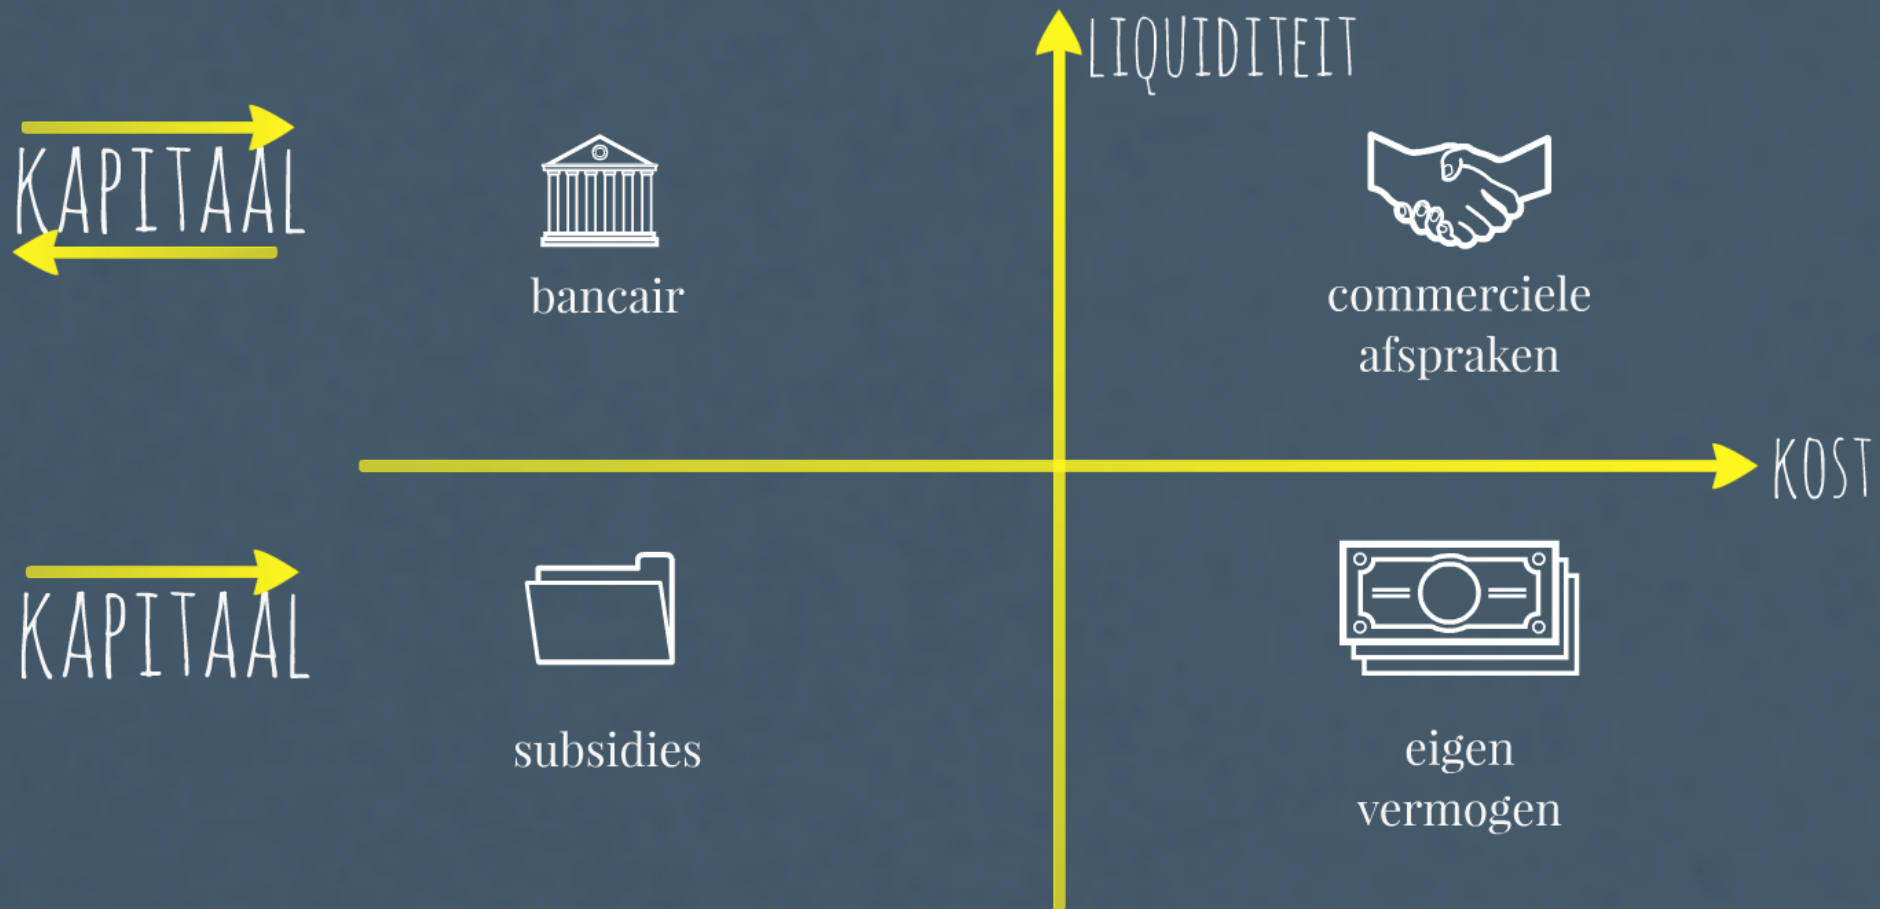 LIQUIDITEIT
KAPITAAL
bancair
commerciele
afspraken
KOST
KAPITAAL
subsidies
eigen
vermogen